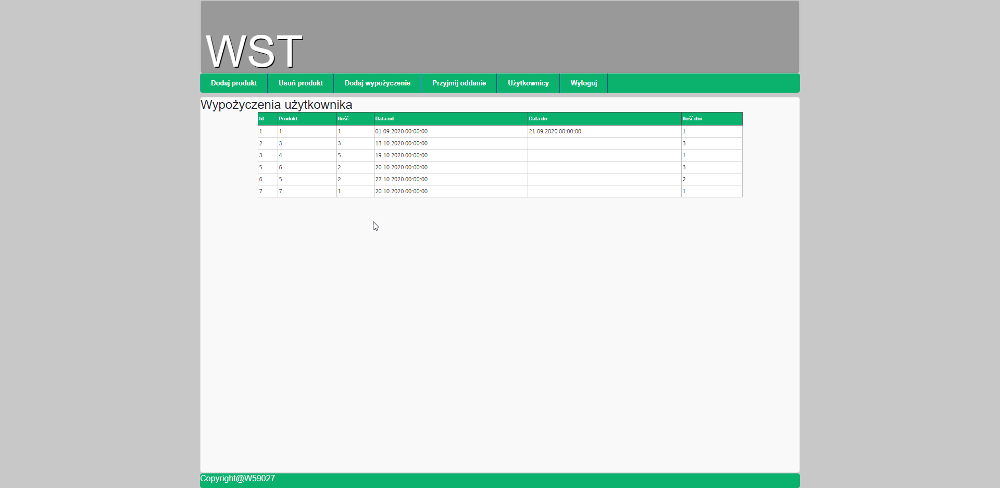 WST
Dodaj produkt Usuń produkt Dodaj wypożyczenie Przyjmij oddanie Użytkownicy Wyloguj
Wypożyczenia użytkownika
Id Produkt Ilość Data od Data do Ilość dni
1 1 1 01.09.2020 00:00:00 21.09.2020 00:00:00 1
2 3 3 13.10.2020 00:00:00 3
3 4 5 19.10.2020 00:00:00 1
5 6 2 20.10.2020 00:00:00 3
6 5 2 27.10.2020 00:00:00 2
7 7 1 20.10.2020 00:00:00 1
Copyright@W59027